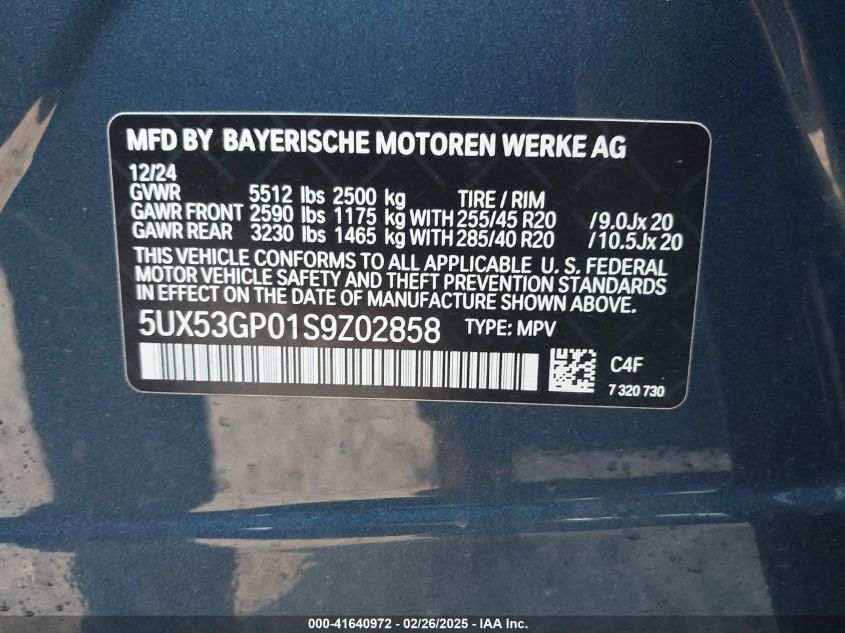 MFD BY BAYERISCHE MOTOREN WERKE AG
12/24
GVWR 5512 lbs 2500 kg TIRE / RIM
GAWR FRONT 2590 lbs 1175 kg WITH 255/45 R20 /9.0Jx 20
GAWR REAR 3230 lbs 1465 kg WITH 285/40 R20 /10.5Jx 20
THIS VEHICLE CONFORMS TO ALL APPLICABLE U. S. FEDERAL
MOTOR VEHICLE SAFETY AND THEFT PREVENTION STANDARDS
IN EFFECT ON THE DATE OF MANUFACTURE SHOWN ABOVE.
5UX53GP01S9Z02858 TYPE: MPV
C4F
7 320 730
000-41640972 - 02/26/2025 - IAA Inc.